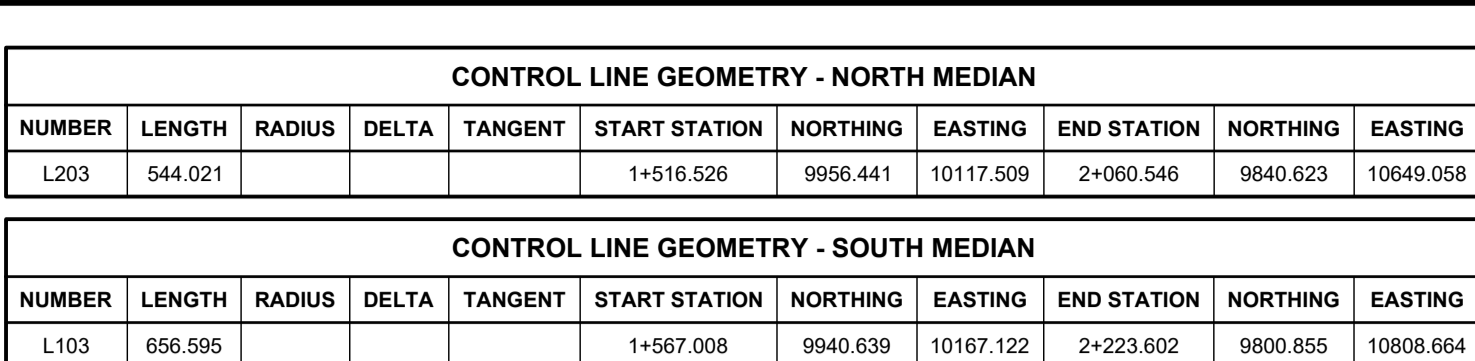 CONTROL LINE GEOMETRY - NORTH MEDIAN
NUMBER LENGTH RADIUS DELTA TANGENT START STATION NORTHING EASTING END STATION NORTHING EASTING
L203 544.021 1+516.526 9956.441 10117.509 2+060.546 9840.623 10649.058
CONTROL LINE GEOMETRY - SOUTH MEDIAN
NUMBER LENGTH RADIUS DELTA TANGENT START STATION NORTHING EASTING END STATION NORTHING EASTING
L103 656.595 1+567.008 9940.639 10167.122 2+223.602 9800.855 10808.664